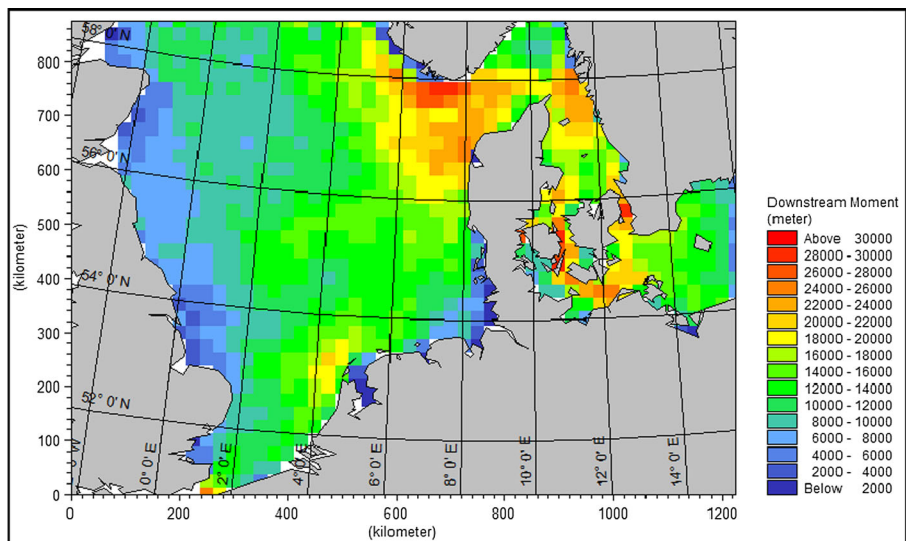 58° 0' N
56° 0' N
54° 0' N
52° 0' N
0° 0' E
2° 0' E
4° 0' E
6° 0' E
8° 0' E
10° 0' E
12° 0' E
14° 0' E
800
700
600
500
400
300
200
100
0
(kilometer)
0
200
400
600
800
1000
1200
(kilometer)
Downstream Moment
(meter)
Above 30000
28000 - 30000
26000 - 28000
24000 - 26000
22000 - 24000
20000 - 22000
18000 - 20000
16000 - 18000
14000 - 16000
12000 - 14000
10000 - 12000
8000 - 10000
6000 - 8000
4000 - 6000
2000 - 4000
Below 2000